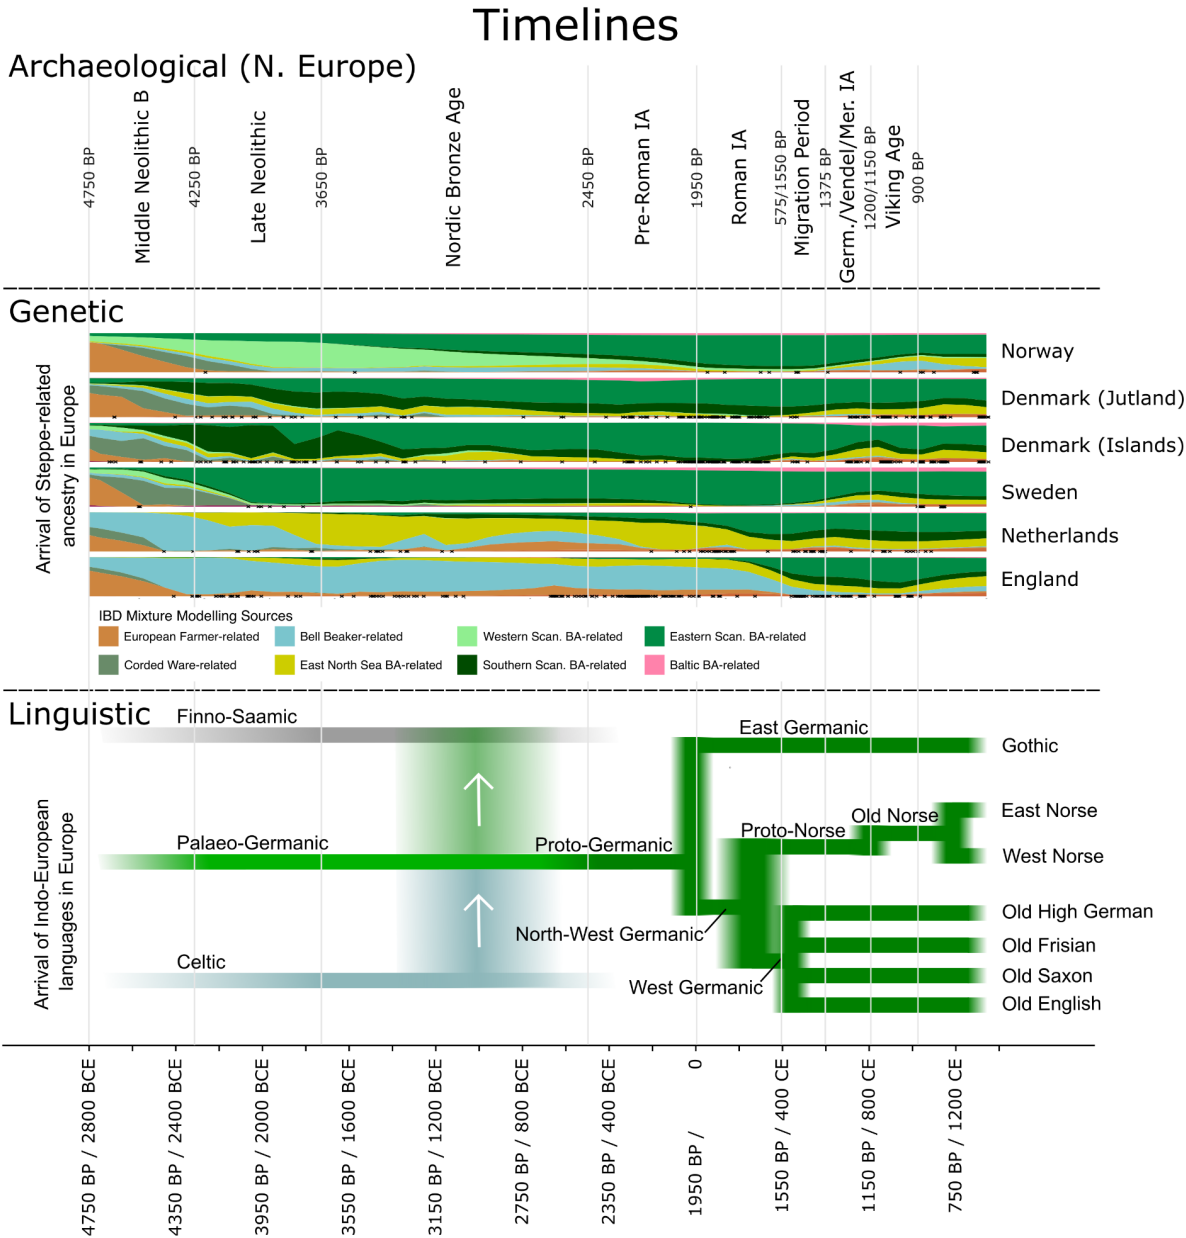 Timelines
Archaeological (N. Europe)
4750 BP
Middle Neolithic B
4250 BP
Late Neolithic
3650 BP
Nordic Bronze Age
2450 BP
Pre-Roman IA
1950 BP
Roman IA
575/1550 BP
Migration Period
1375 BP
Germ./Vendel/Mer. IA
1200/1150 BP
Viking Age
900 BP
Genetic
Arrival of Steppe-related
ancestry in Europe
Norway
Denmark (Jutland)
Denmark (Islands)
Sweden
Netherlands
England
IBD Mixture Modelling Sources
European Farmer-related
Bell Beaker-related
Western Scan. BA-related
Eastern Scan. BA-related
Corded Ware-related
East North Sea BA-related
Southern Scan. BA-related
Baltic BA-related
Linguistic
Arrival of Indo-European
languages in Europe
Finno-Saamic
East Germanic
Gothic
Old Norse
East Norse
Proto-Norse
Palaeo-Germanic
Proto-Germanic
West Norse
Old High German
North-West Germanic
Old Frisian
Celtic
Old Saxon
West Germanic
Old English
4750 BP / 2800 BCE
4350 BP / 2400 BCE
3950 BP / 2000 BCE
3550 BP / 1600 BCE
3150 BP / 1200 BCE
2750 BP / 800 BCE
2350 BP / 400 BCE
1950 BP / 0
1550 BP / 400 CE
1150 BP / 800 CE
750 BP / 1200 CE